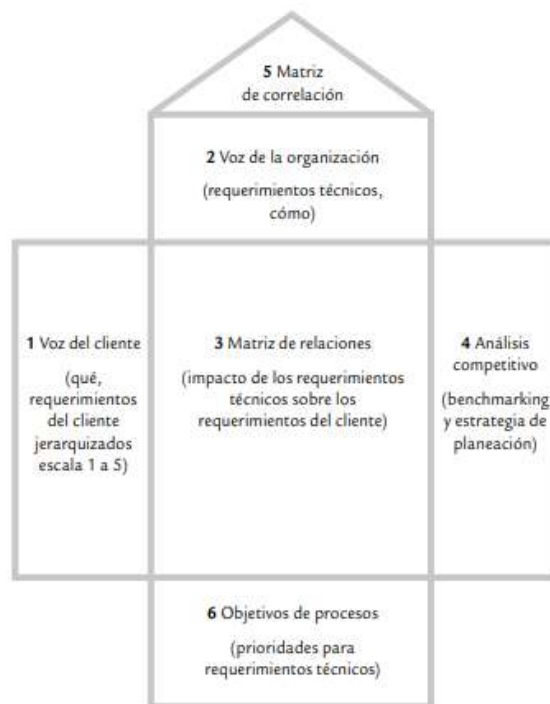 5 Matriz
de correlación
2 Voz de la organización
(requerimientos técnicos,
cómo)
1 Voz del cliente
(qué,
requerimientos
del cliente
jerarquizados
escala 1 a 5)
3 Matriz de relaciones
(impacto de los requerimientos
técnicos sobre los
requerimientos del cliente)
4 Análisis
competitivo
(benchmarking
y estrategia de
planeación)
6 Objetivos de procesos
(prioridades para
requerimientos técnicos)